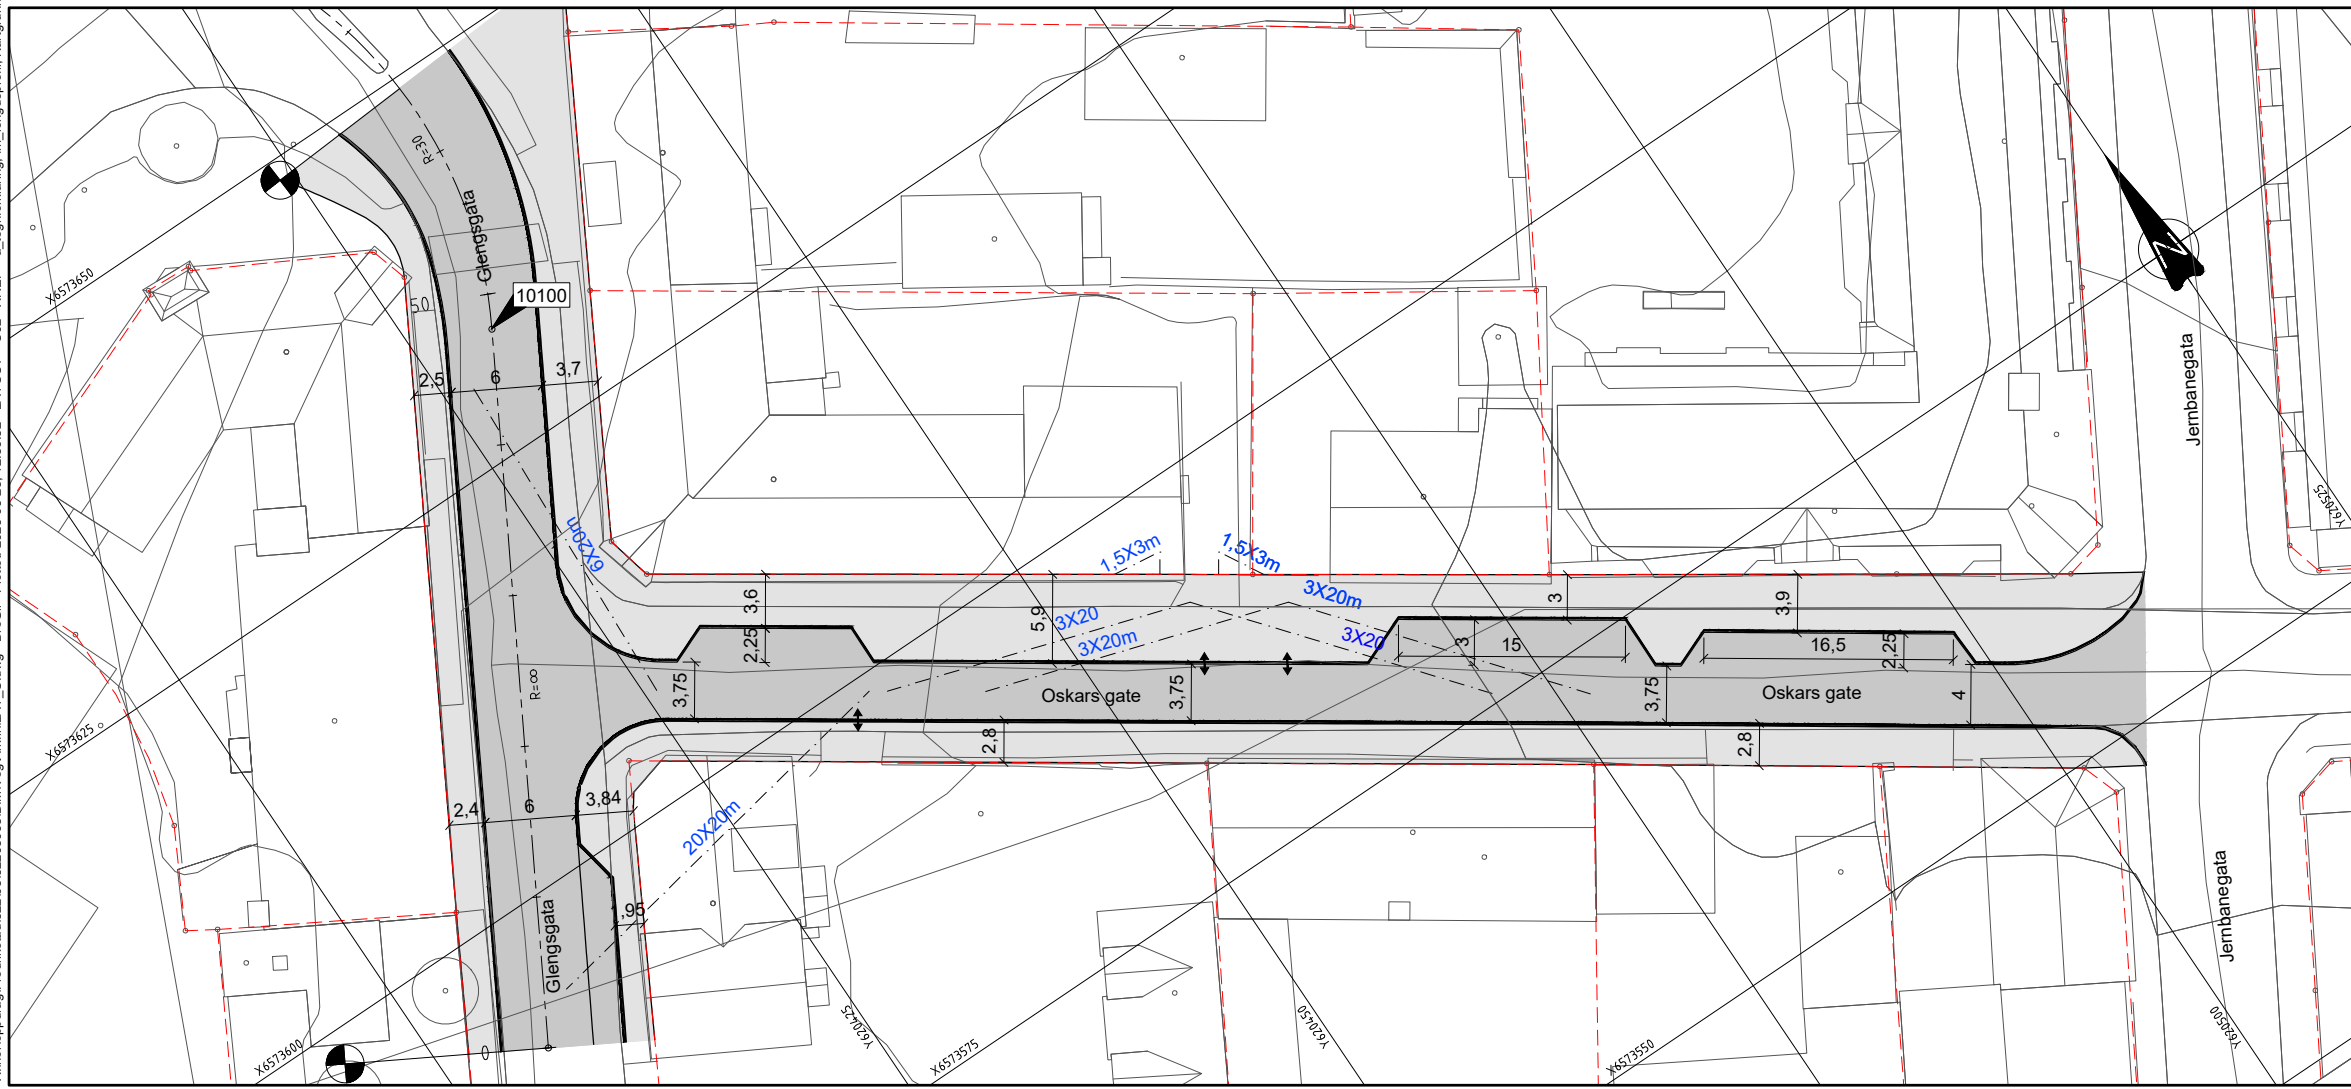 R=30
Glengsgata
X6573650
50
10100
2,5
6
3,7
Jernbanegata
Y620525
6X20m
1,5X3m
1,5X3m
3,6
5,9
3X20
3X20m
3X20m
3X20
3
3,9
2,25
3
15
16,5
2,25
R=∞
3,75
Oskars gate
3,75
3,75
Oskars gate
4
X6573625
2,8
2,8
2,4
6
3,84
20X20m
,95
Glengsgata
Jernbanegata
X6573600
0
Y620425
X6573575
Y620450
X6573550
Y620500
N